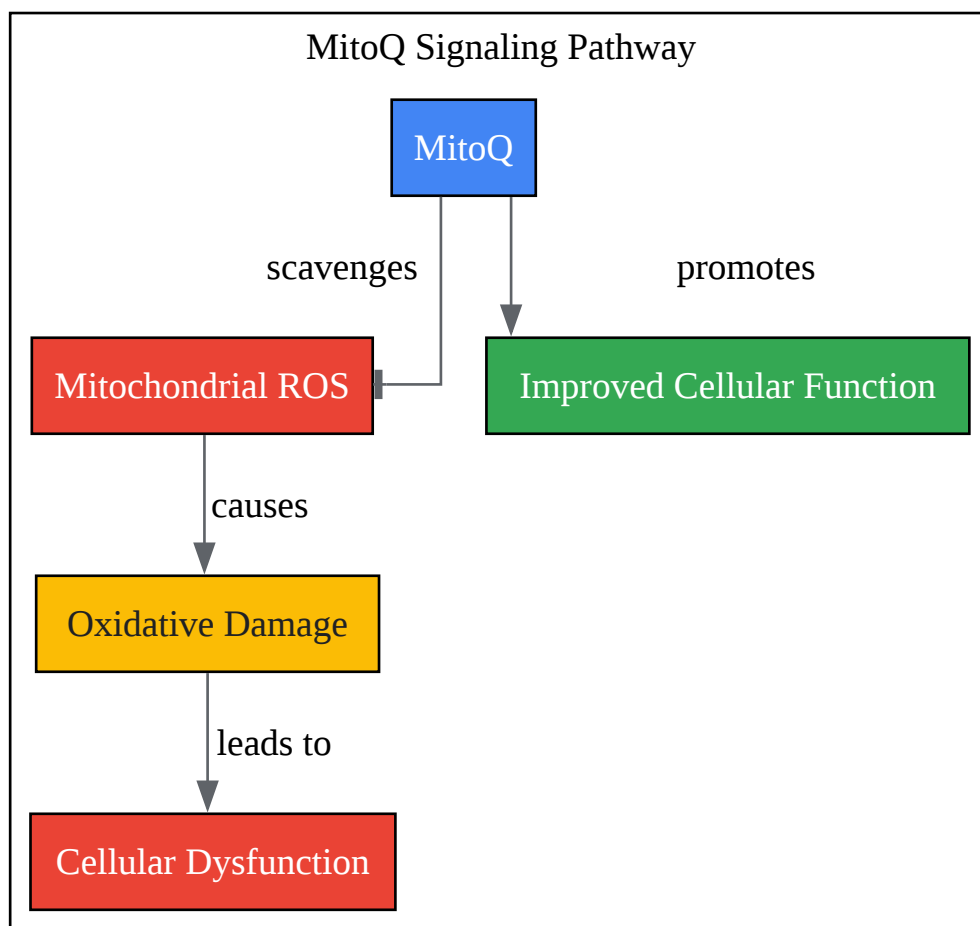 MitoQ Signaling Pathway
MitoQ
scavenges
promotes
Mitochondrial ROS
Improved Cellular Function
causes
Oxidative Damage
leads to
Cellular Dysfunction